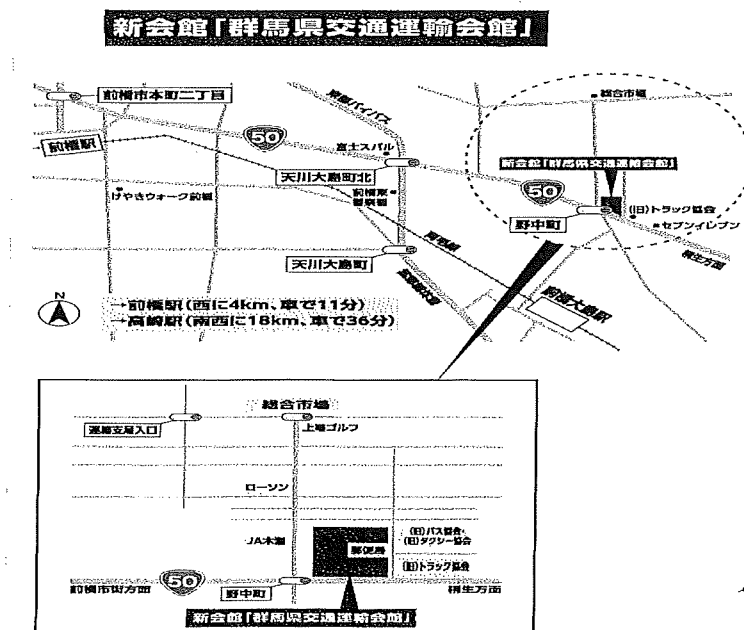 新会館「群馬県交通運輸会館」
前橋市本町二丁目
前橋駅
50
富士スバル
天川大島町北
けやきウォーク前橋
前橋東
警察署
天川大島町
総合市場
新会館「群馬県交通運輸会館」
50
野中町
(旧)トラック協会
セブンイレブン
桐生方面
前橋大島駅
N
→前橋駅(西に4km、車で11分)
→高崎駅(南西に18km、車で36分)
総合市場
運輸支局入口
上毛ゴルフ
ローソン
JA木瀬
郵便局
(旧)バス協会・
(旧)タクシー協会
(旧)トラック協会
前橋市街方面
50
野中町
桐生方面
新会館「群馬県交通運輸会館」